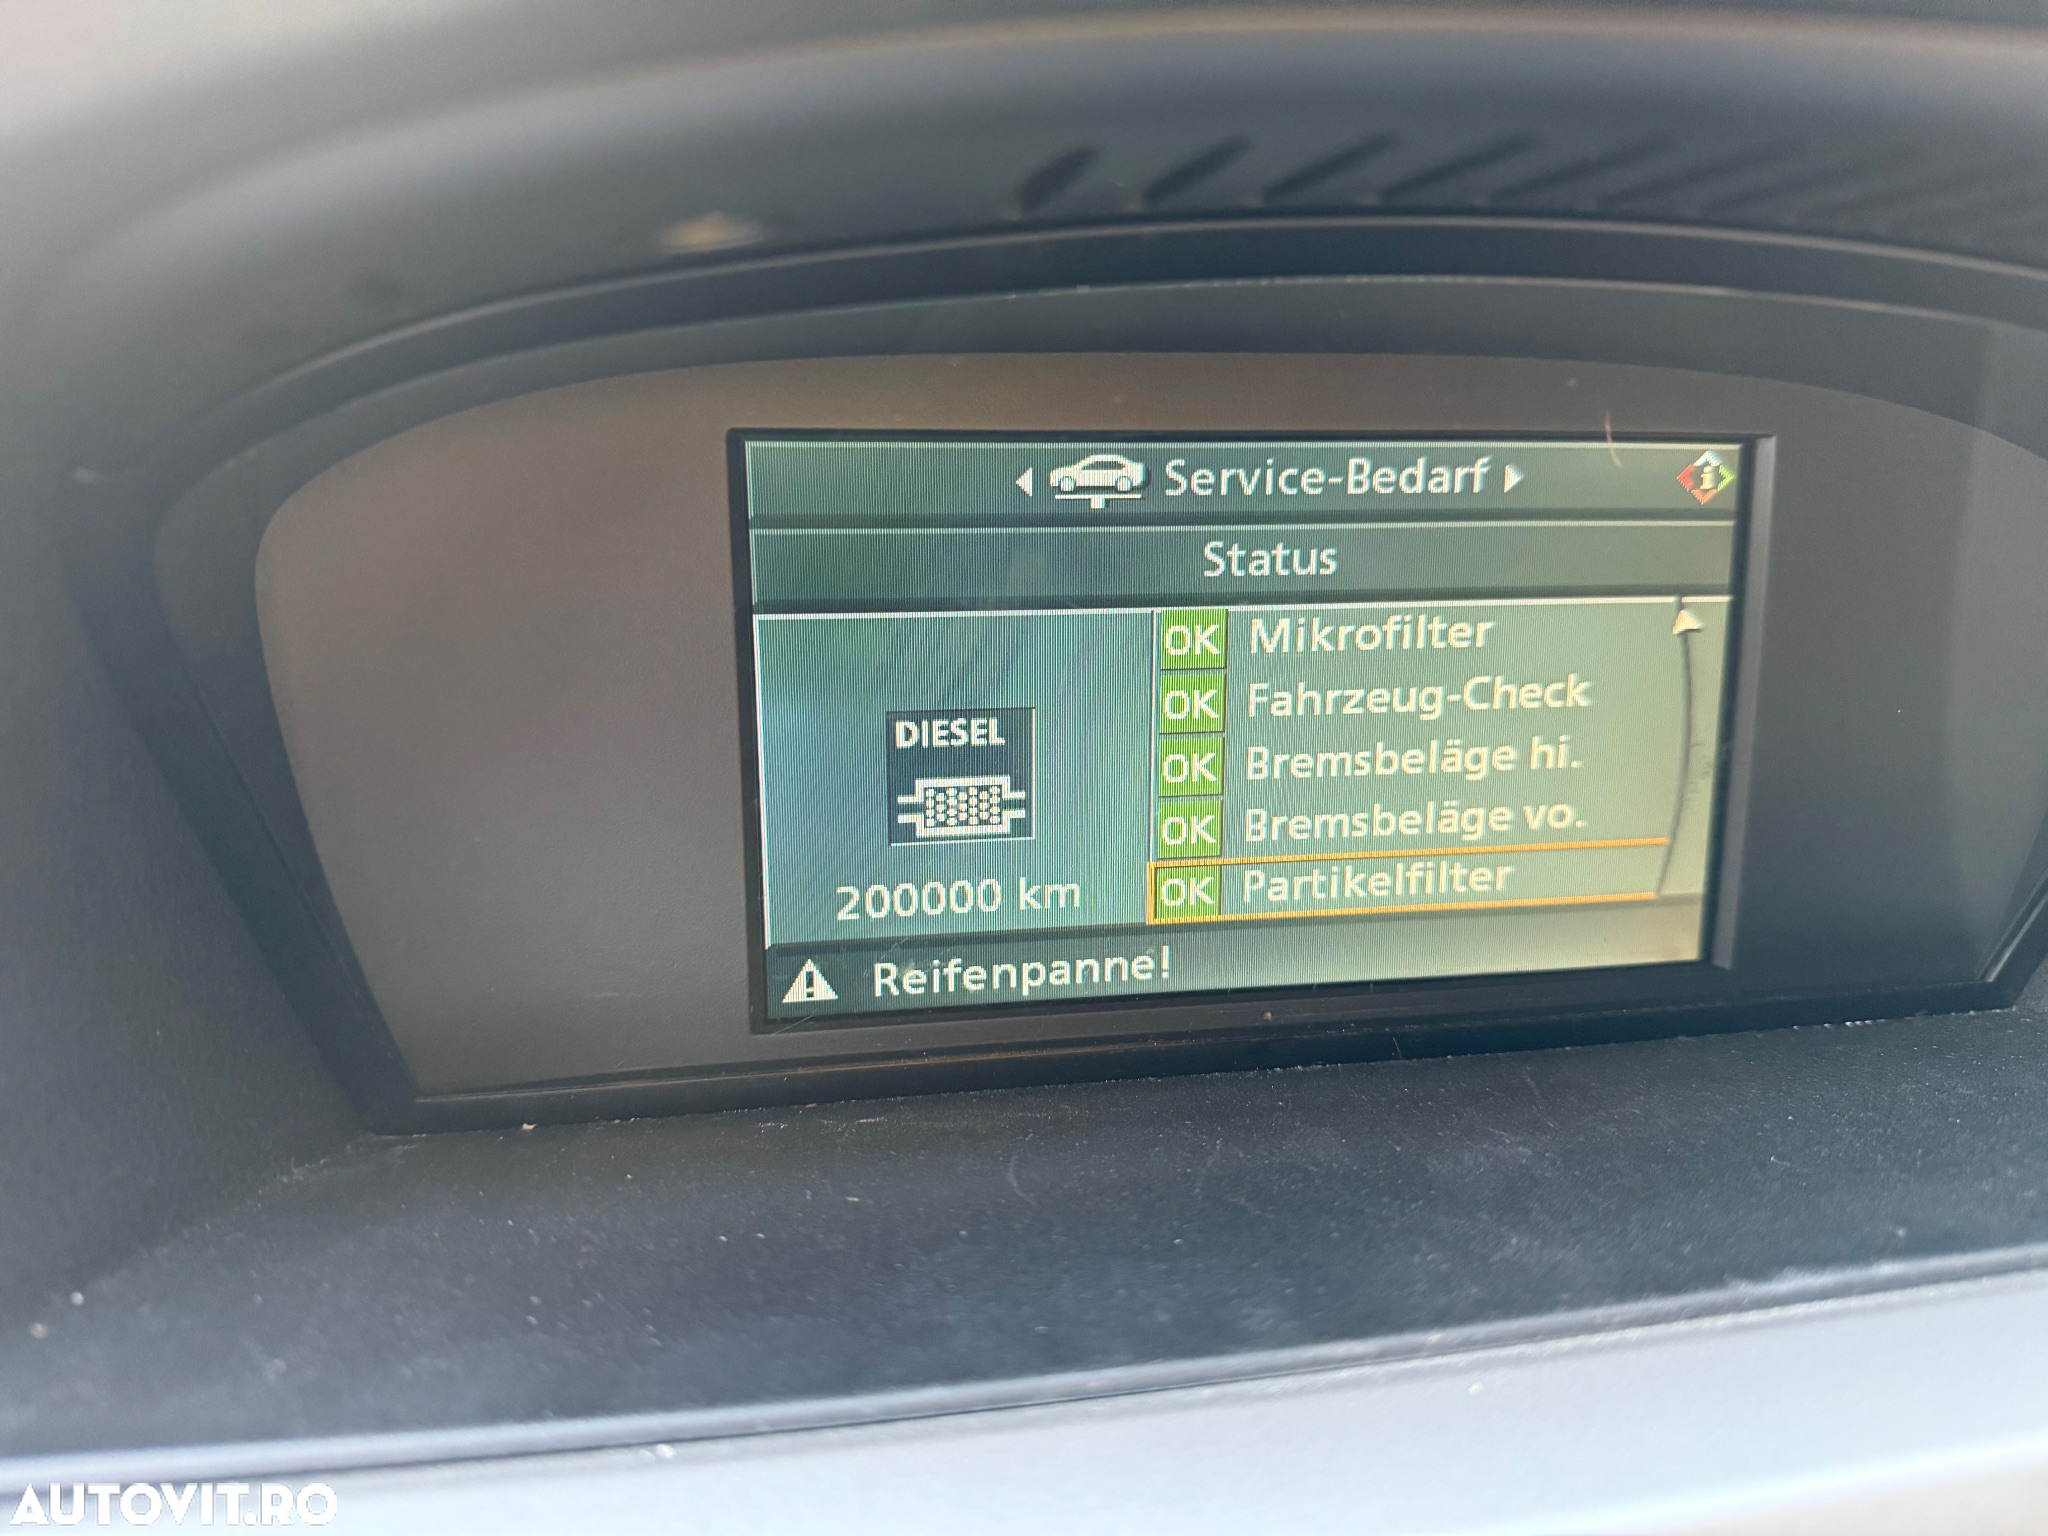 Service-Bedarf
Status
OK Mikrofilter
OK Fahrzeug-Check
OK Bremsbeläge hi.
OK Bremsbeläge vo.
OK Partikelfilter
DIESEL
200000 km
Reifenpanne!
AUTOVIT.RO